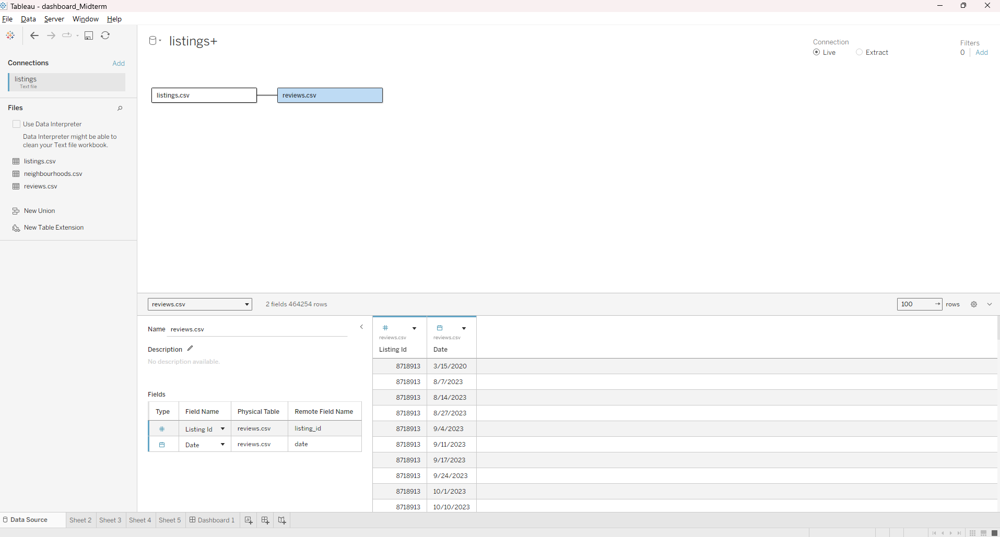 Tableau - dashboard_Midterm
File Data Server Window Help
listings+
Connection
Live Extract
Filters
0 Add
Connections Add
listings
Text file
Files
Use Data Interpreter
Data Interpreter might be able to
clean your Text file workbook.
listings.csv
neighbourhoods.csv
reviews.csv
New Union
New Table Extension
listings.csv reviews.csv
reviews.csv 2 fields 464254 rows 100 rows
Name reviews.csv
Description
No description available.
Fields
Type Field Name Physical Table Remote Field Name
Listing Id reviews.csv listing_id
Date reviews.csv date
reviews.csv reviews.csv
Listing Id Date
8718913 3/15/2020
8718913 8/7/2023
8718913 8/14/2023
8718913 8/27/2023
8718913 9/4/2023
8718913 9/11/2023
8718913 9/17/2023
8718913 9/24/2023
8718913 10/1/2023
8718913 10/10/2023
Data Source Sheet 2 Sheet 3 Sheet 4 Sheet 5 Dashboard 1